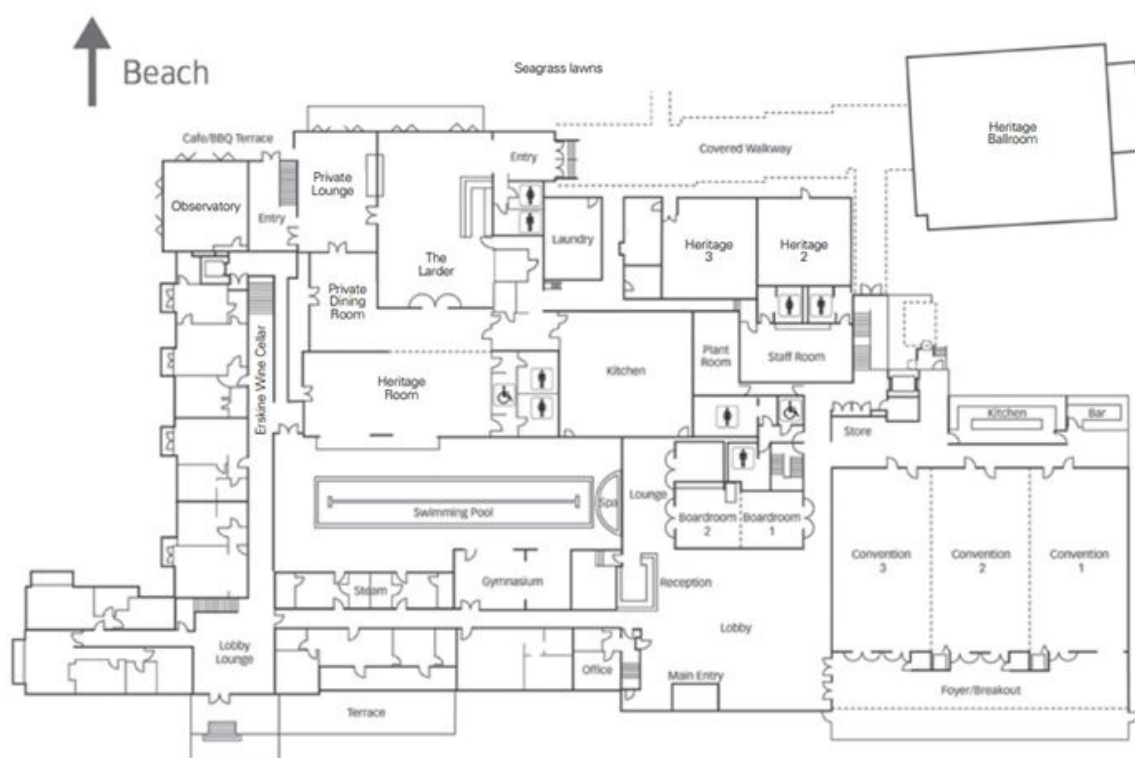 Beach
Seagrass lawns
Heritage
Ballroom
Cafe/BBQ Terrace
Covered Walkway
Entry
Private
Lounge
Observatory
Entry
Laundry
Heritage
3
Heritage
2
The
Larder
Private
Dining
Room
Erskine Wine Cellar
Plant
Room
Staff Room
Kitchen
Heritage
Room
Kitchen
Bar
Store
Lounge
Spa
Swimming Pool
Boardroom
2
Boardroom
1
Convention
3
Convention
2
Convention
1
Steam
Gymnasium
Reception
Lobby
Lobby
Lounge
Office
Main Entry
Foyer/Breakout
Terrace